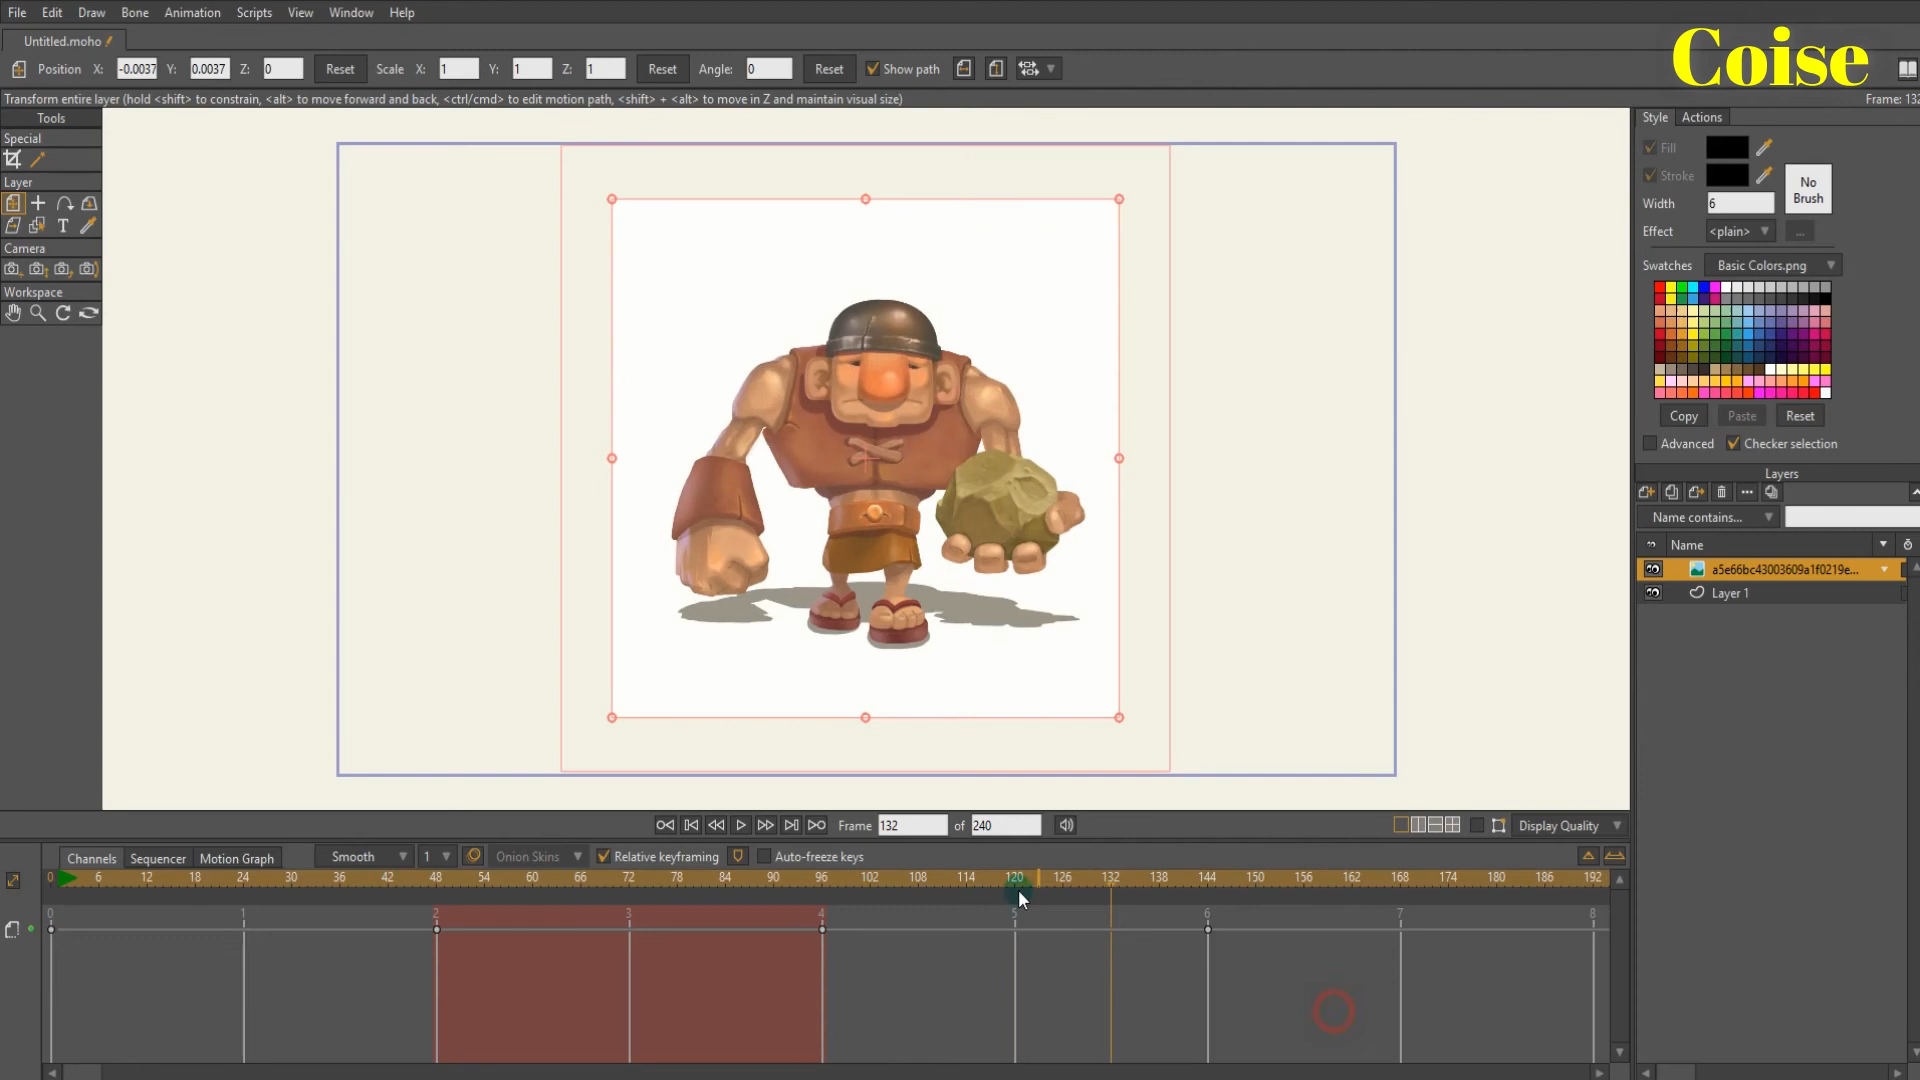 File Edit Draw Bone Animation Scripts View Window Help
Untitled.moho
Coise
Position X: -0.0037 Y: 0.0037 Z: 0 Reset Scale X: 1 Y: 1 Z: 1 Reset Angle: 0 Reset Show path
Transform entire layer (hold <shift> to constrain, <alt> to move forward and back, <ctrl/cmd> to edit motion path, <shift> + <alt> to move in Z and maintain visual size)
Frame: 132
Tools
Special
Layer
T
Camera
Workspace
Style Actions
Fill
Stroke
No Brush
Width 6
Effect <plain> ...
Swatches Basic Colors.png
Copy Paste Reset
Advanced Checker selection
Layers
Name contains...
Name
a5e66bc43003609a1f0219e...
Layer 1
Frame 132 of 240
Display Quality
Channels Sequencer Motion Graph Smooth 1 Onion Skins Relative keyframing Auto-freeze keys
0 6 12 18 24 30 36 42 48 54 60 66 72 78 84 90 96 102 108 114 120 126 132 138 144 150 156 162 168 174 180 186 192
0 1 2 3 4 5 6 7 8